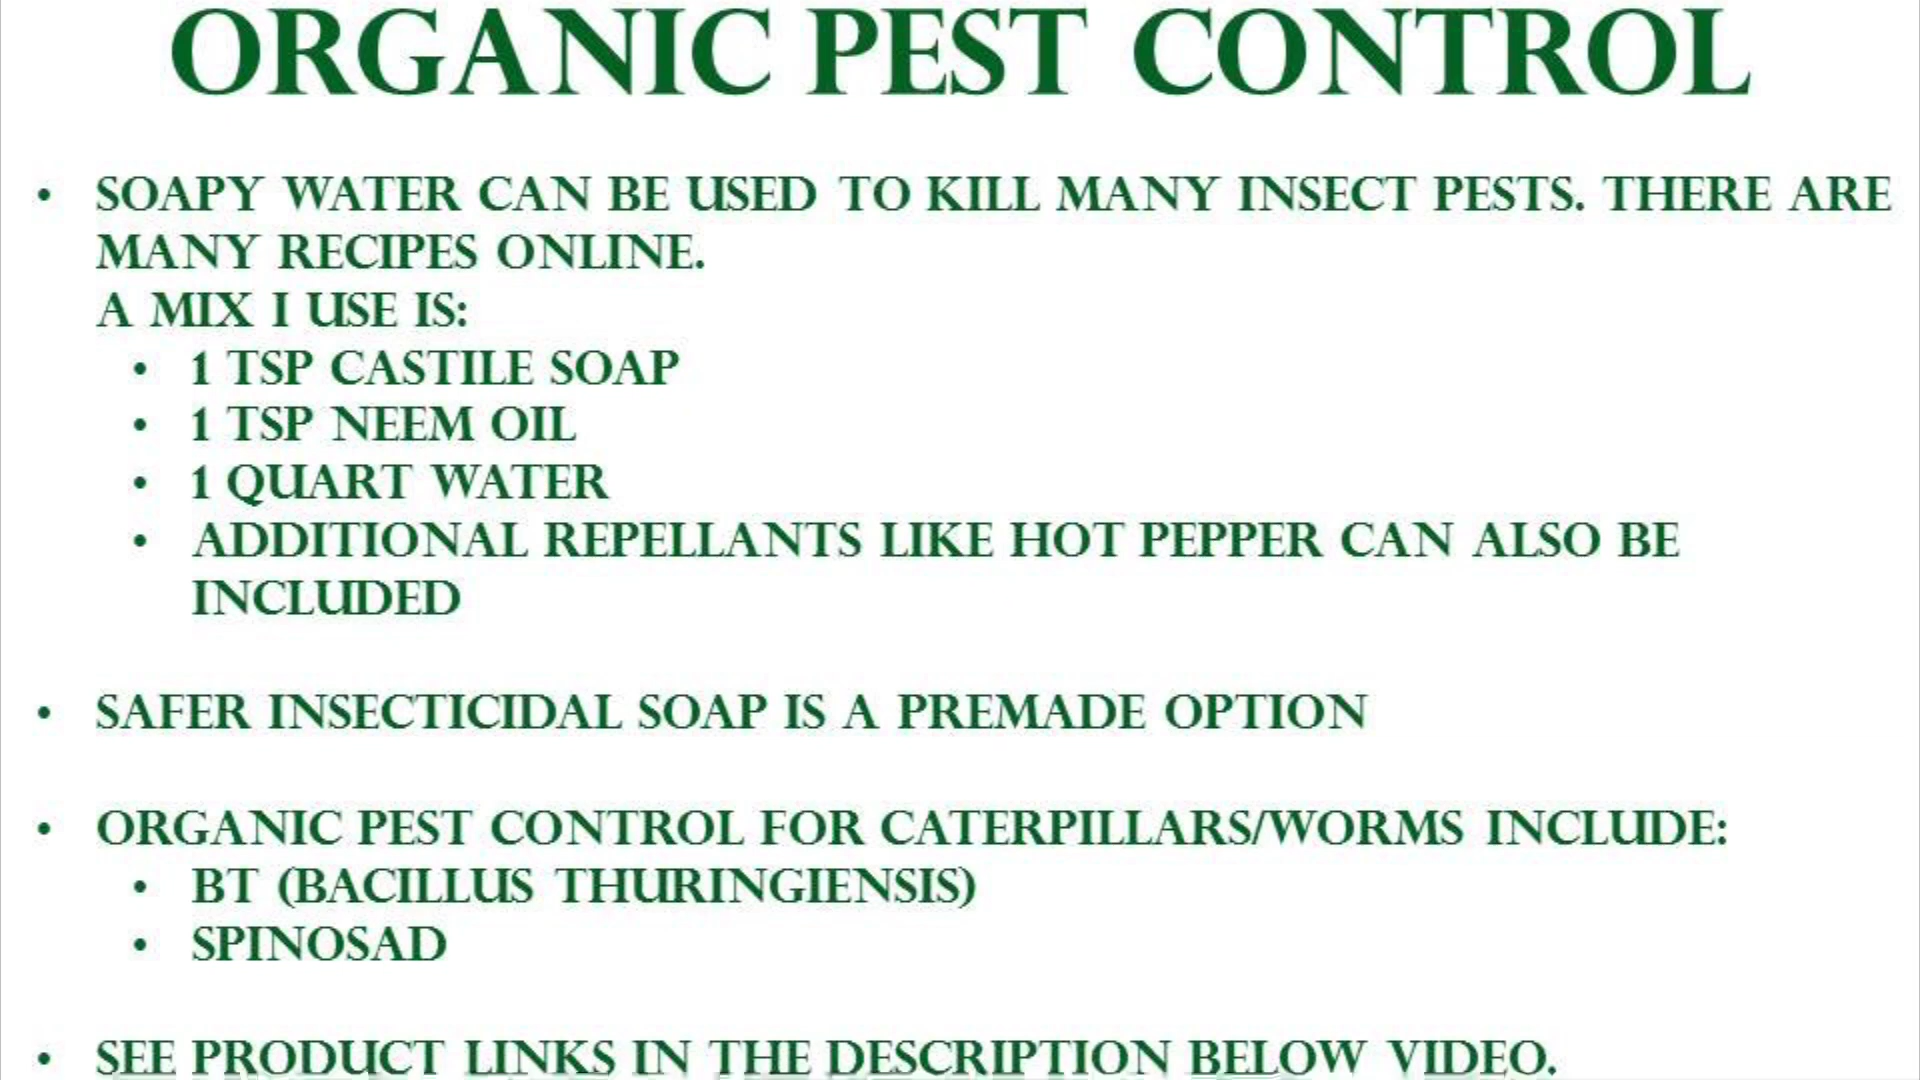 ORGANIC PEST CONTROL
• SOAPY WATER CAN BE USED TO KILL MANY INSECT PESTS. THERE ARE
MANY RECIPES ONLINE.
A MIX I USE IS:
• 1 TSP CASTILE SOAP
• 1 TSP NEEM OIL
• 1 QUART WATER
• ADDITIONAL REPELLANTS LIKE HOT PEPPER CAN ALSO BE
INCLUDED
• SAFER INSECTICIDAL SOAP IS A PREMADE OPTION
• ORGANIC PEST CONTROL FOR CATERPILLARS/WORMS INCLUDE:
• BT (BACILLUS THURINGIENSIS)
• SPINOSAD
• SEE PRODUCT LINKS IN THE DESCRIPTION BELOW VIDEO.